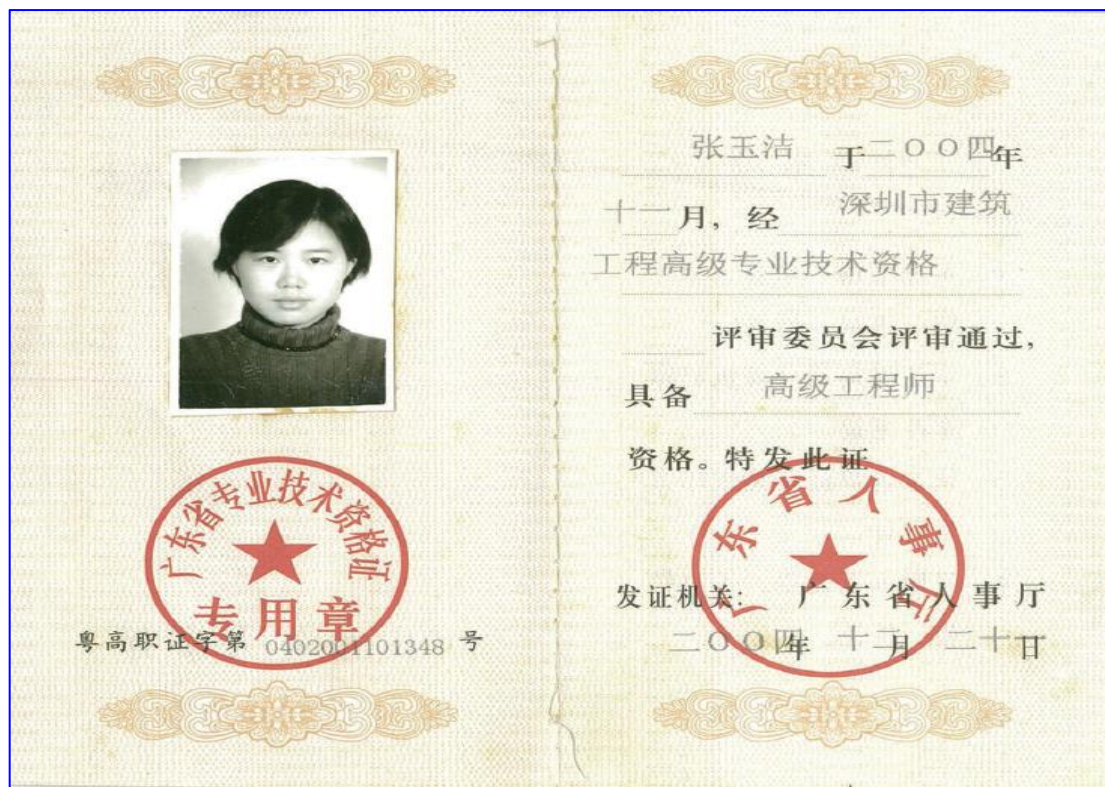 广东省专业技术资格证
专用章
粤高职证字第 0402001101348 号
张玉洁 于二〇〇四年
十一月，经 深圳市建筑
工程高级专业技术资格
评审委员会评审通过，
具备 高级工程师
资格。特发此证
广东省人事厅
发证机关： 广东省人事厅
二〇〇四年 十二月 二十一日